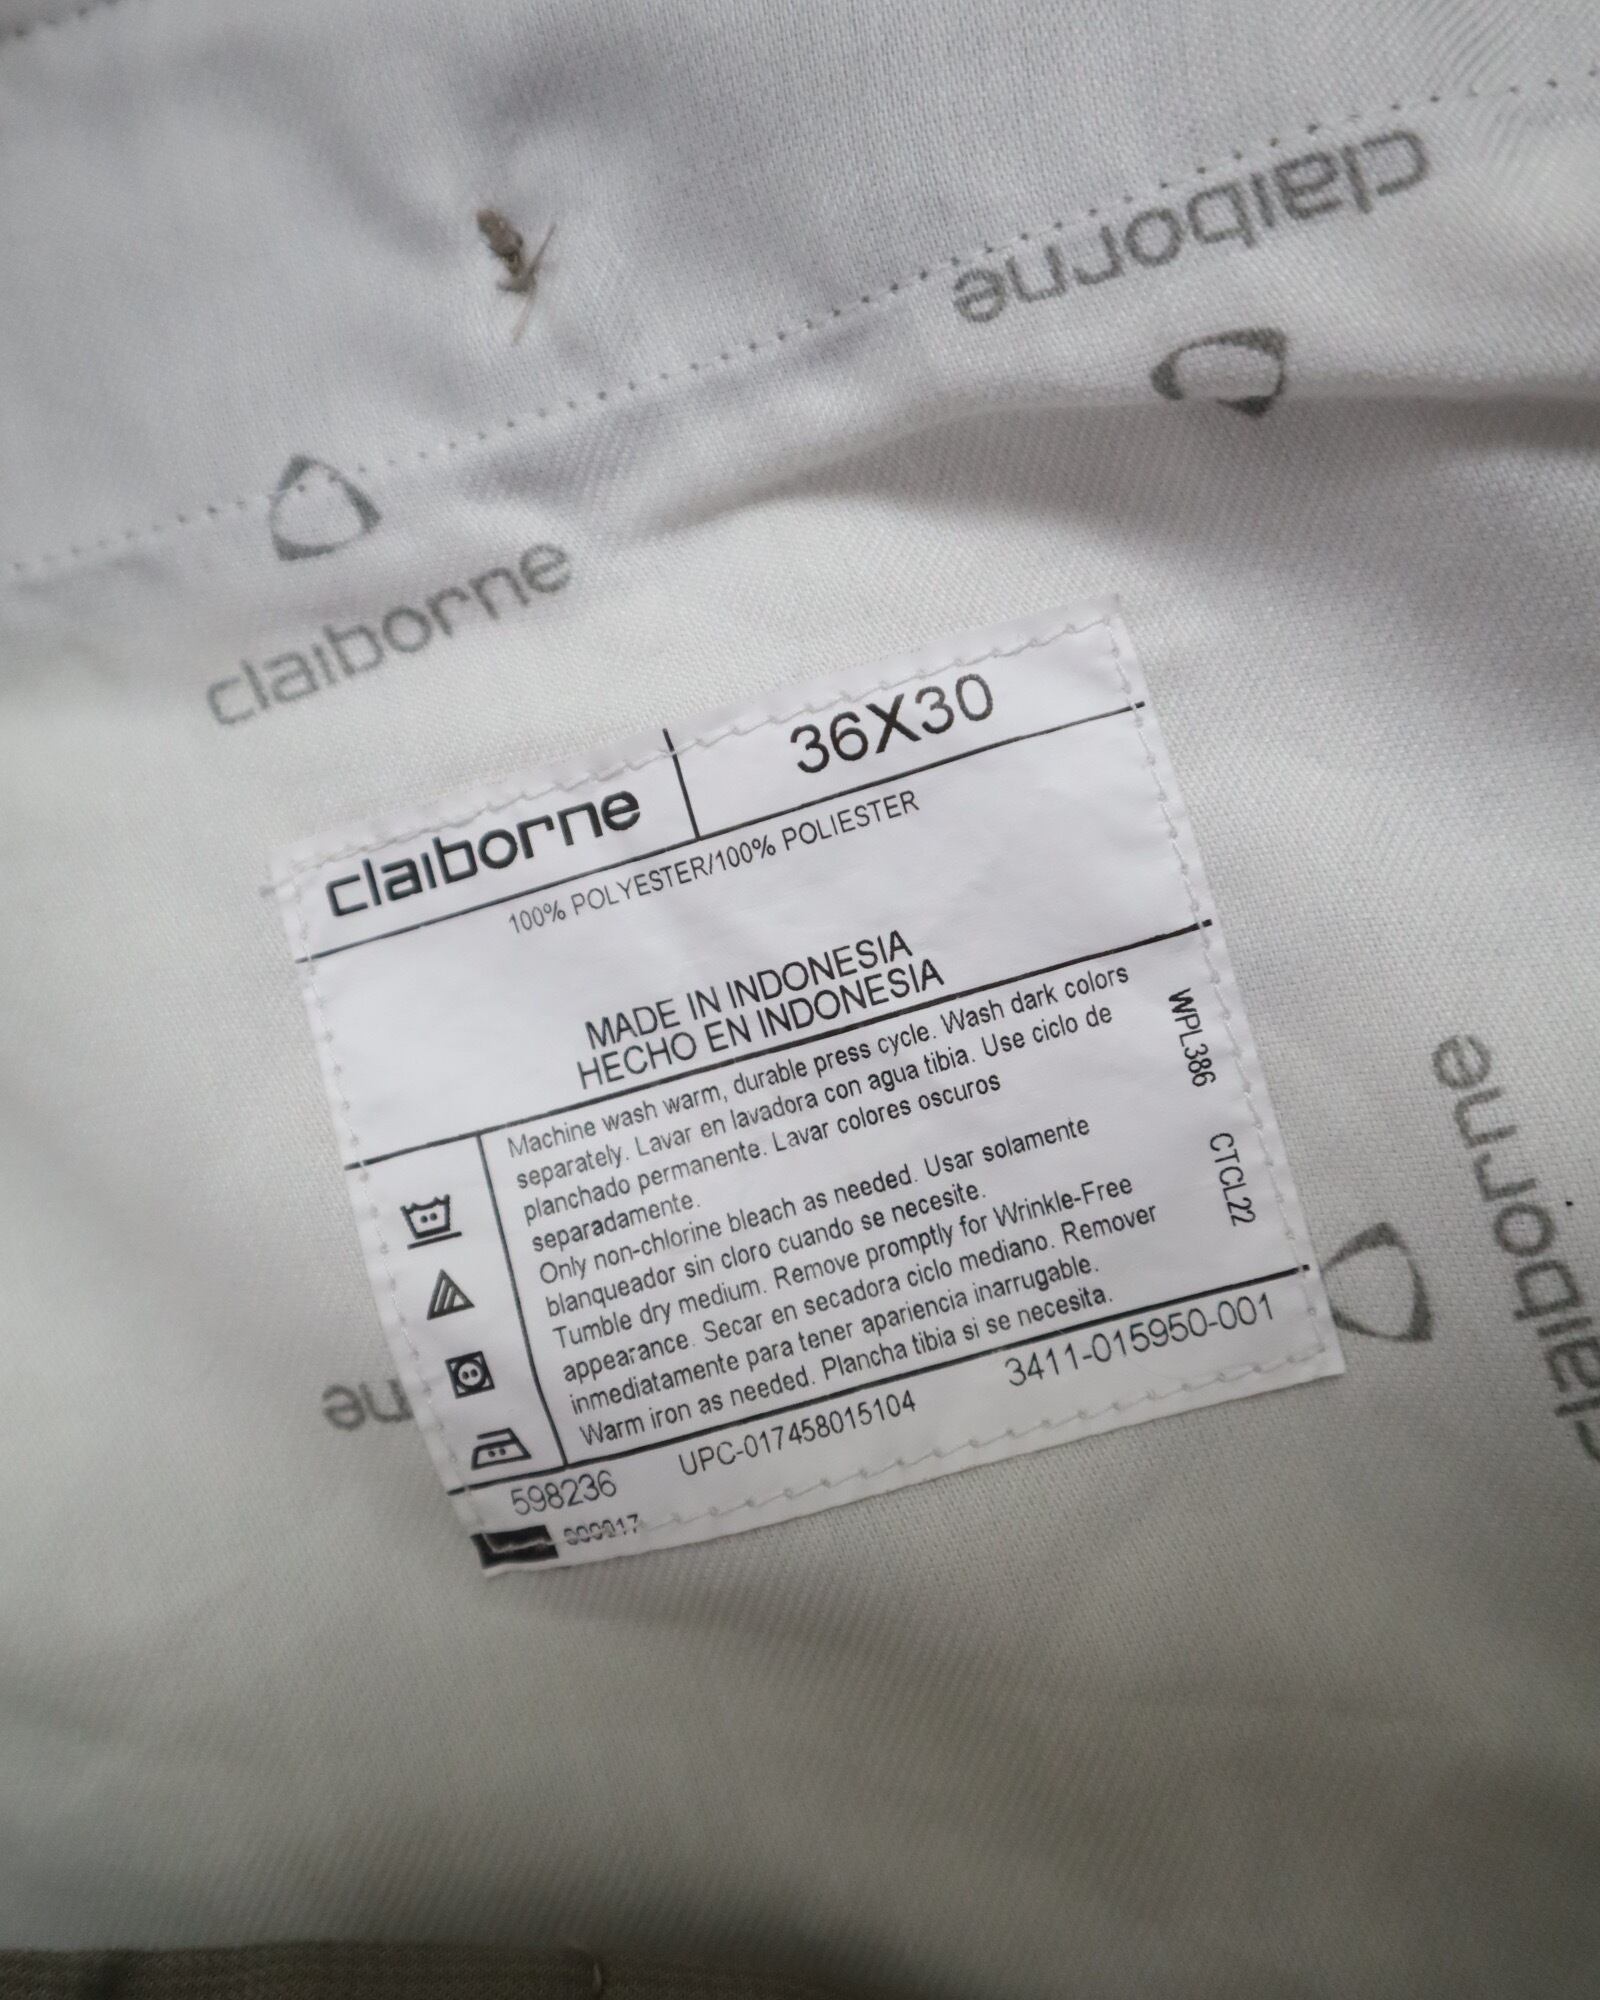 claiborne
claiborne
claiborne
36X30
100% POLYESTER/100% POLIESTER
MADE IN INDONESIA
HECHO EN INDONESIA
Machine wash warm, durable press cycle. Wash dark colors
separately. Lavar en lavadora con agua tibia. Use ciclo de
planchado permanente. Lavar colores oscuros
separadamente.
Only non-chlorine bleach as needed. Usar solamente
blanqueador sin cloro cuando se necesite.
Tumble dry medium. Remove promptly for Wrinkle-Free
appearance. Secar en secadora ciclo mediano. Remover
inmediatamente para tener apariencia inarrugable.
Warm iron as needed. Plancha tibia si se necesita.
WPL386
CTCL22
598236
UPC-017458015104
3411-015950-001
claiborne
ne